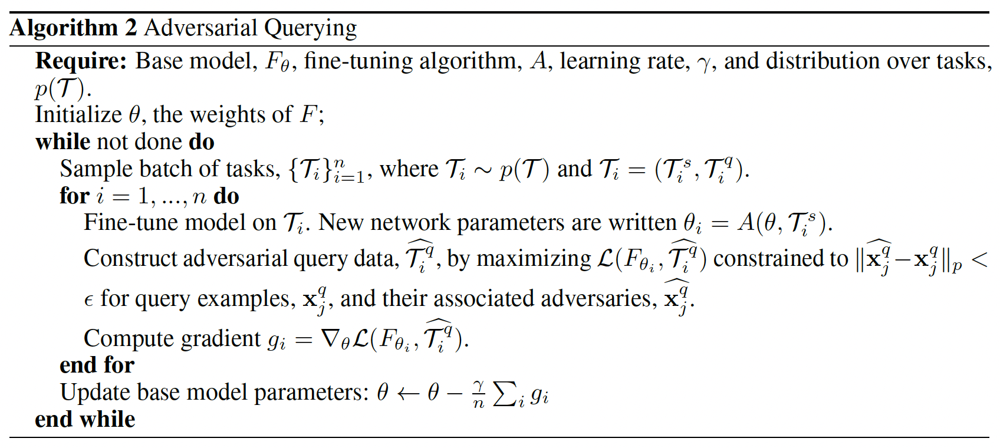 Algorithm 2 Adversarial Querying
Require: Base model, $F_\theta$, fine-tuning algorithm, $A$, learning rate, $\gamma$, and distribution over tasks,
$p(\mathcal{T})$.
Initialize $\theta$, the weights of $F$;
while not done do
Sample batch of tasks, $\{\mathcal{T}_i\}_{i=1}^n$, where $\mathcal{T}_i \sim p(\mathcal{T})$ and $\mathcal{T}_i = (\mathcal{T}_i^s, \mathcal{T}_i^q)$.
for $i = 1, ..., n$ do
Fine-tune model on $\mathcal{T}_i$. New network parameters are written $\theta_i = A(\theta, \mathcal{T}_i^s)$.
Construct adversarial query data, $\widehat{\mathcal{T}_i^q}$, by maximizing $\mathcal{L}(F_{\theta_i}, \widehat{\mathcal{T}_i^q})$ constrained to $\|\widehat{\mathbf{x}_j^q} - \mathbf{x}_j^q\|_p <$
$\epsilon$ for query examples, $\mathbf{x}_j^q$, and their associated adversaries, $\widehat{\mathbf{x}_j^q}$.
Compute gradient $g_i = \nabla_\theta \mathcal{L}(F_{\theta_i}, \widehat{\mathcal{T}_i^q})$.
end for
Update base model parameters: $\theta \leftarrow \theta - \frac{\gamma}{n} \sum_i g_i$
end while